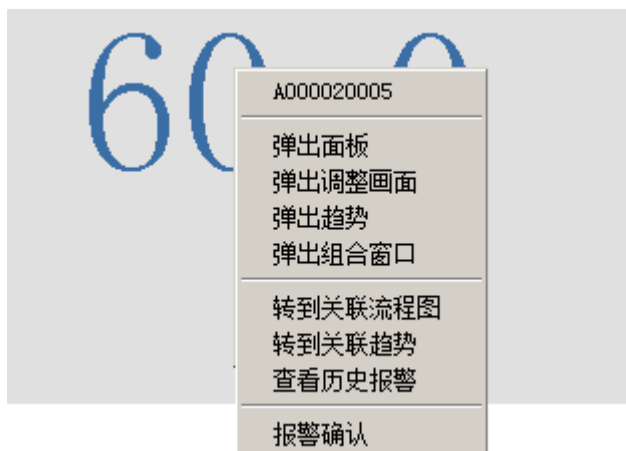 60.0
A000020005
弹出面板
弹出调整画面
弹出趋势
弹出组合窗口
转到关联流程图
转到关联趋势
查看历史报警
报警确认